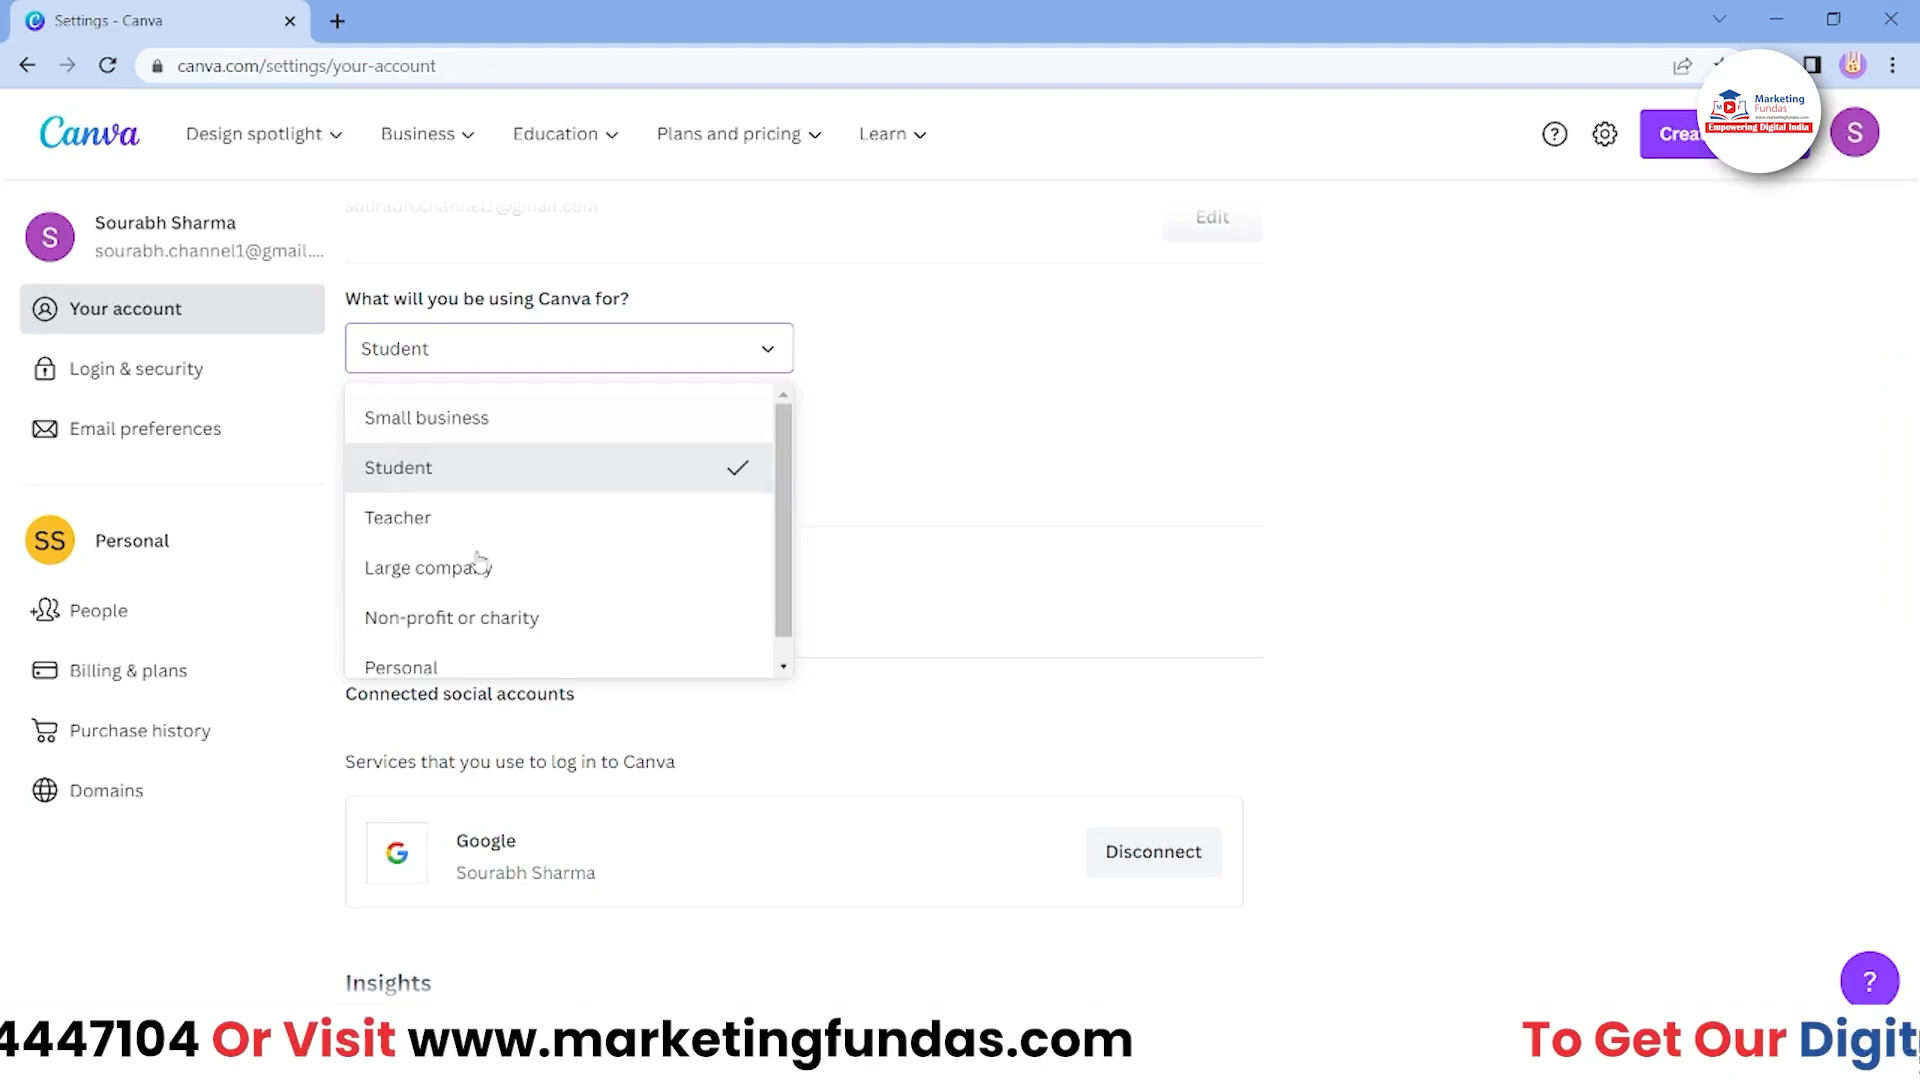 Settings - Canva
canva.com/settings/your-account
Canva
Design spotlight
Business
Education
Plans and pricing
Learn
Marketing
Fundas
www.marketingfundas.com
Empowering Digital India
S
S
Sourabh Sharma
sourabh.channel1@gmail....
Your account
Login & security
Email preferences
SS
Personal
People
Billing & plans
Purchase history
Domains
sourabh.channel1@gmail.com
Edit
What will you be using Canva for?
Student
Small business
Student
Teacher
Large company
Non-profit or charity
Personal
Connected social accounts
Services that you use to log in to Canva
G
Google
Sourabh Sharma
Disconnect
Insights
?
4447104 Or Visit www.marketingfundas.com
To Get Our Digit